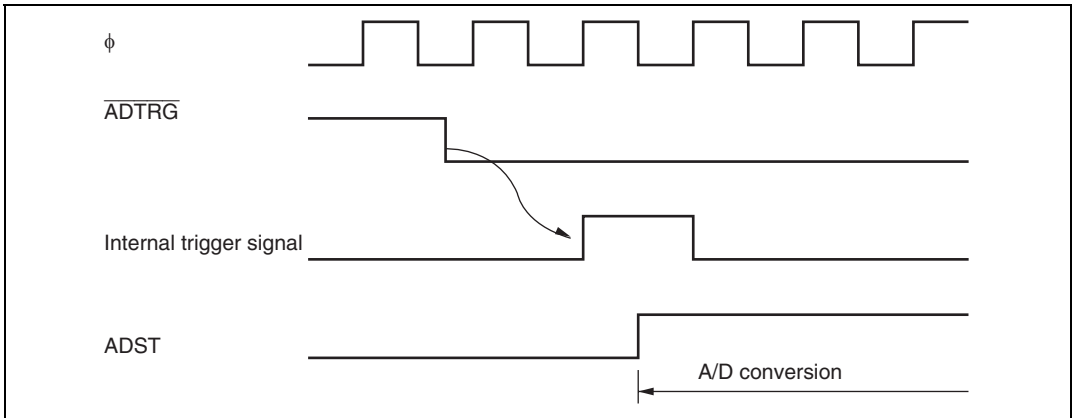 ϕ
ADTRG
Internal trigger signal
ADST
A/D conversion